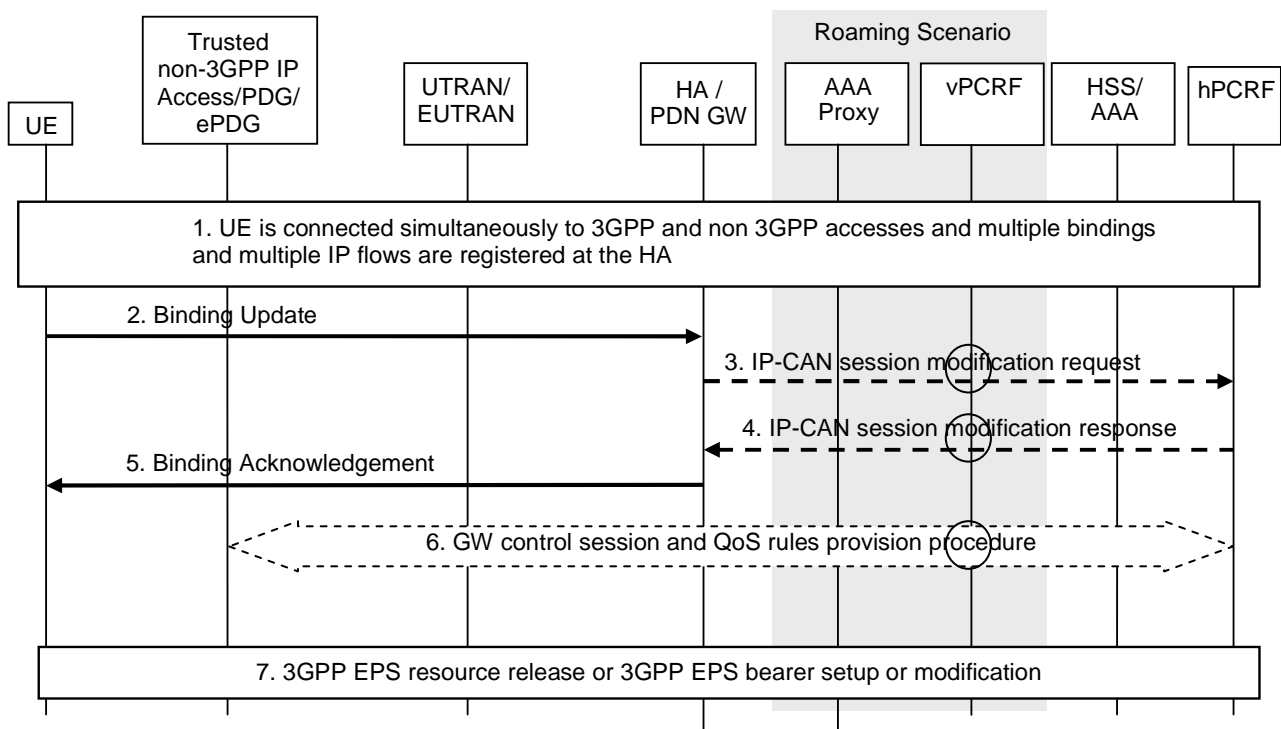 Roaming Scenario
UE
Trusted
non-3GPP IP
Access/PDG/
ePDG
UTRAN/
EUTRAN
HA /
PDN GW
AAA
Proxy
vPCRF
HSS/
AAA
hPCRF
1. UE is connected simultaneously to 3GPP and non 3GPP accesses and multiple bindings
and multiple IP flows are registered at the HA
2. Binding Update
3. IP-CAN session modification request
4. IP-CAN session modification response
5. Binding Acknowledgement
6. GW control session and QoS rules provision procedure
7. 3GPP EPS resource release or 3GPP EPS bearer setup or modification